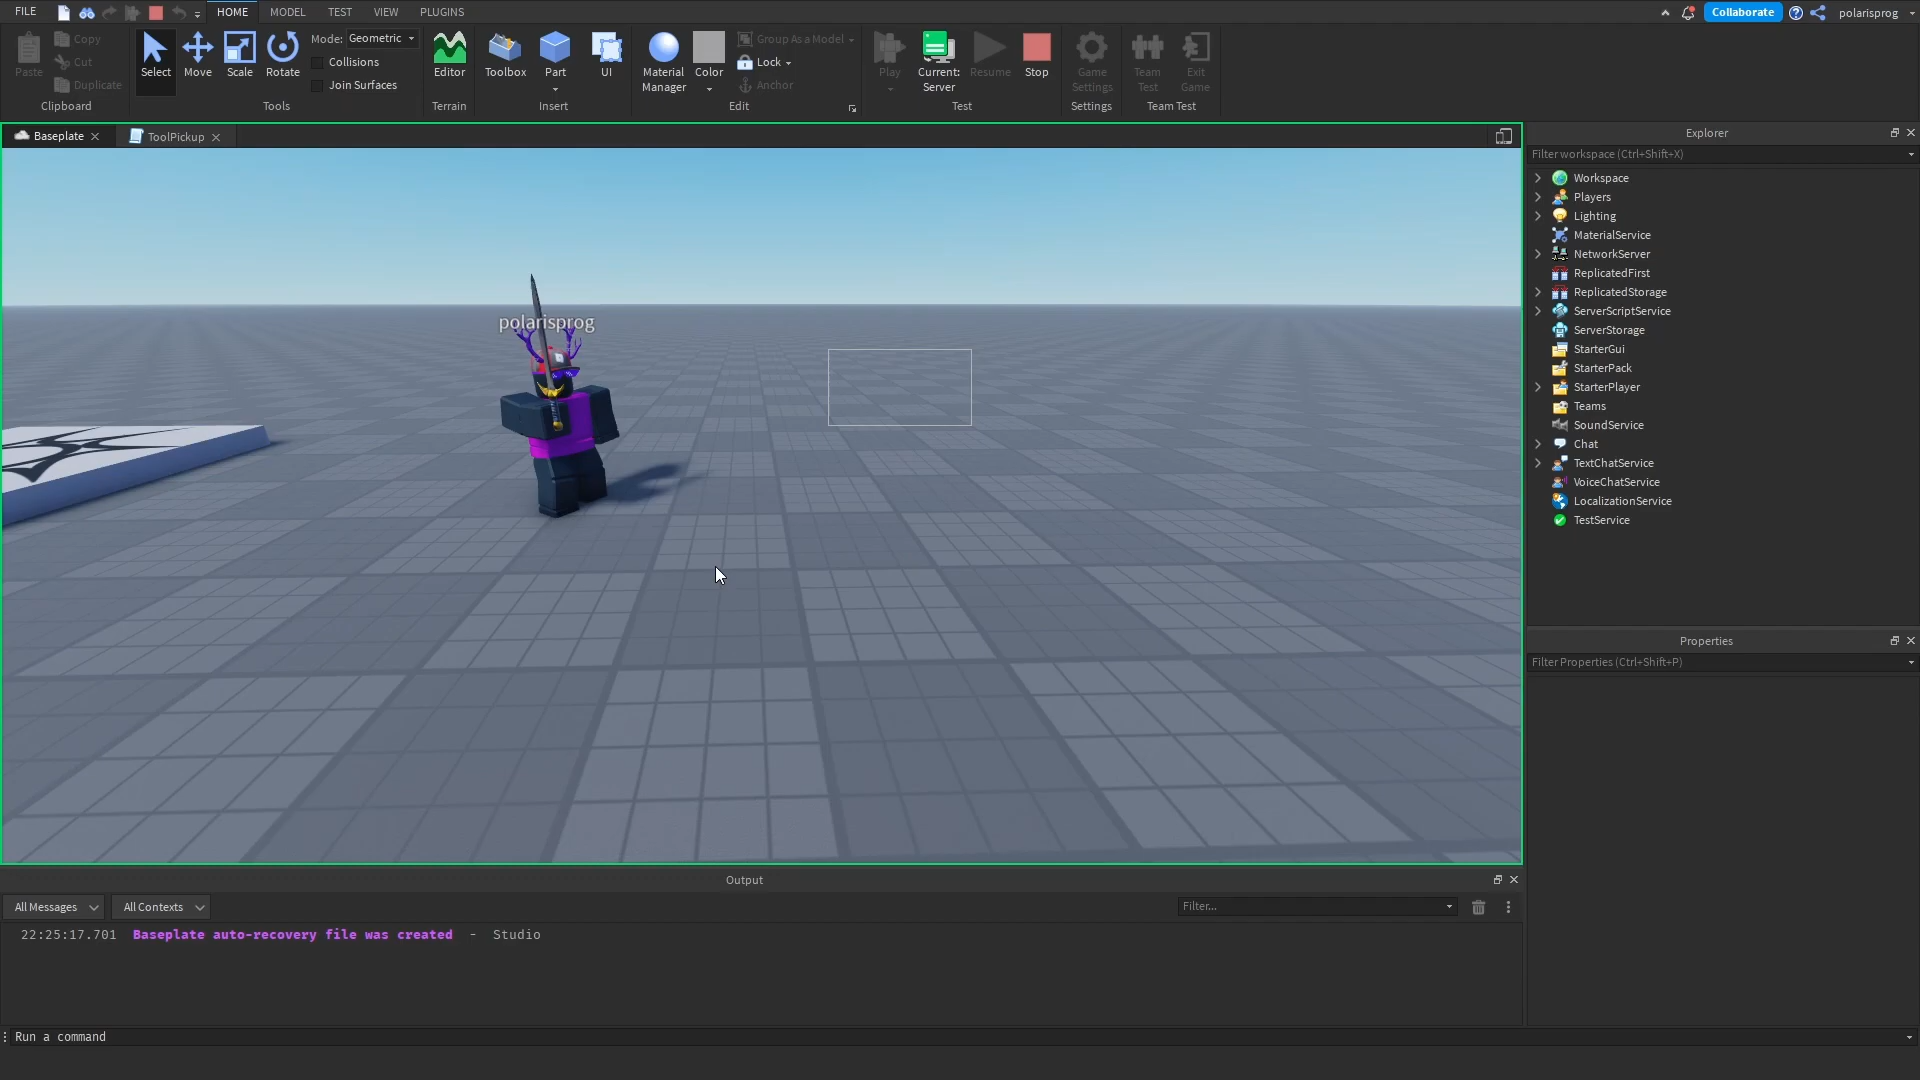 FILE HOME MODEL TEST VIEW PLUGINS Collaborate polarisprog
Paste Copy Cut Duplicate
Clipboard
Select Move Scale Rotate
Mode: Geometric
Collisions
Join Surfaces
Tools
Editor
Terrain
Toolbox Part UI
Insert
Material Manager Color
Group As a Model
Lock
Anchor
Edit
Play Current: Server Resume Stop
Test
Game Settings
Settings
Team Test Exit Game
Team Test
Baseplate ToolPickup
polarisprog
Explorer
Filter workspace (Ctrl+Shift+X)
Workspace
Players
Lighting
MaterialService
NetworkServer
ReplicatedFirst
ReplicatedStorage
ServerScriptService
ServerStorage
StarterGui
StarterPack
StarterPlayer
Teams
SoundService
Chat
TextChatService
VoiceChatService
LocalizationService
TestService
Properties
Filter Properties (Ctrl+Shift+P)
Output
All Messages All Contexts Filter...
22:25:17.701 Baseplate auto-recovery file was created - Studio
Run a command